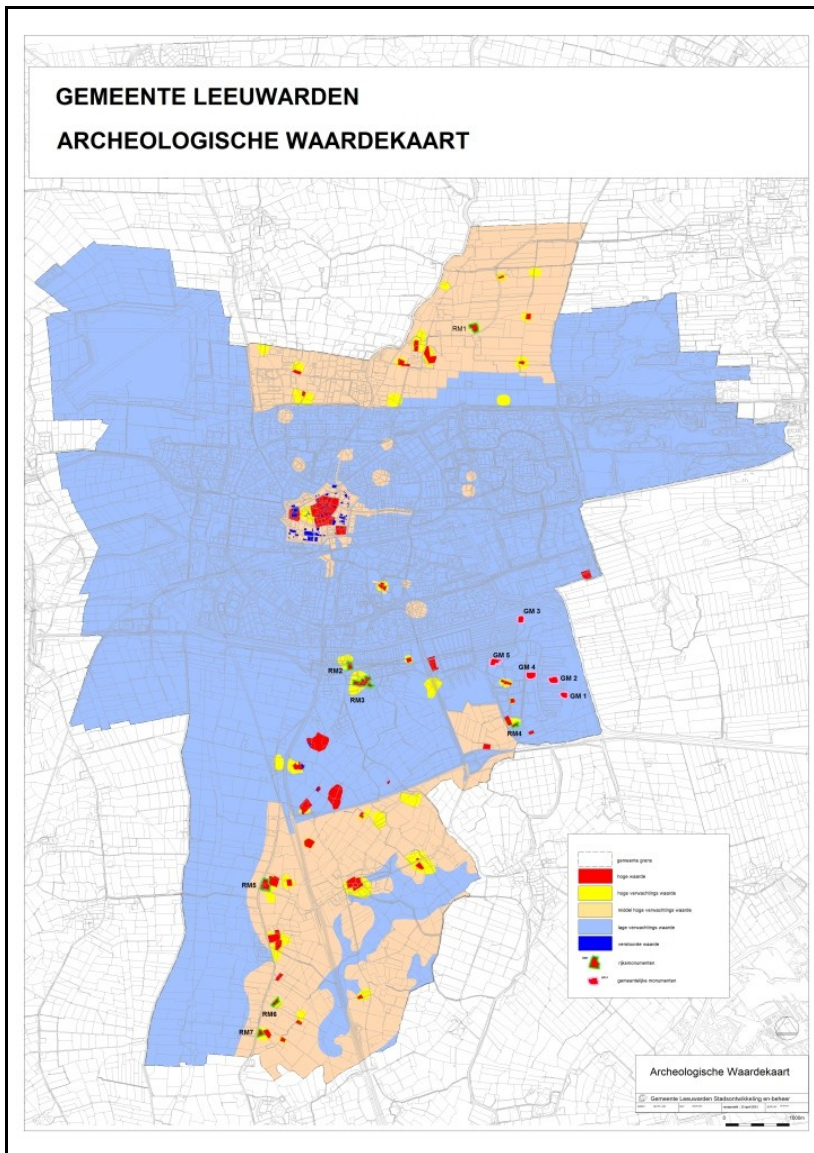 GEMEENTE LEEUWARDEN
ARCHEOLOGISCHE WAARDEKAART
RM1
GM 3
GM 5
GM 4
GM 2
GM 1
RM2
RM3
RM4
RM5
RM6
RM7
gemeente grens
hoge waarde
hoge verwachtings waarde
middel hoge verwachtings waarde
lage verwachtings waarde
verstoorde waarde
rijksmonumenten
gemeentelijke monumenten
Archeologische Waardekaart
Gemeente Leeuwarden Stadsontwikkeling en-beheer
0